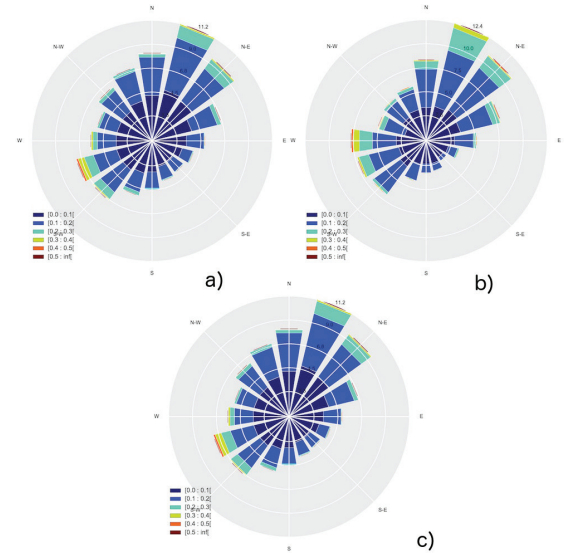 N
11.2
N-W
N-E
W
E
S-E
S
[0.0 : 0.1[
[0.1 : 0.2[
[0.2 : 0.3[
[0.3 : 0.4[
[0.4 : 0.5[
[0.5 : inf[
a)
N
12.4
10.0
N-W
N-E
W
E
S-E
S
[0.0 : 0.1[
[0.1 : 0.2[
[0.2 : 0.3[
[0.3 : 0.4[
[0.4 : 0.5[
[0.5 : inf[
b)
N
11.2
N-W
N-E
W
E
S-W
S-E
S
[0.0 : 0.1[
[0.1 : 0.2[
[0.2 : 0.3[
[0.3 : 0.4[
[0.4 : 0.5[
[0.5 : inf[
c)